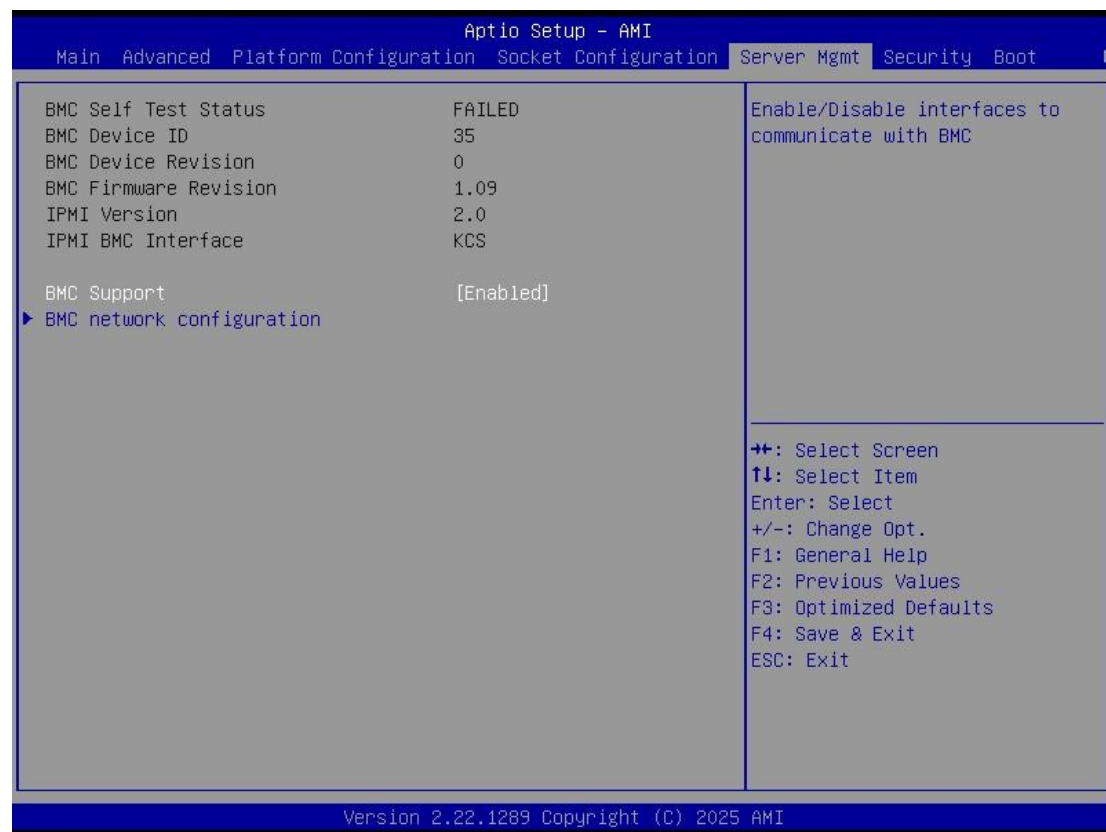 Aptio Setup – AMI
Main Advanced Platform Configuration Socket Configuration Server Mgmt Security Boot
BMC Self Test Status FAILED
BMC Device ID 35
BMC Device Revision 0
BMC Firmware Revision 1.09
IPMI Version 2.0
IPMI BMC Interface KCS
BMC Support [Enabled]
BMC network configuration
Enable/Disable interfaces to
communicate with BMC
→←: Select Screen
↑↓: Select Item
Enter: Select
+/-: Change Opt.
F1: General Help
F2: Previous Values
F3: Optimized Defaults
F4: Save & Exit
ESC: Exit
Version 2.22.1289 Copyright (C) 2025 AMI